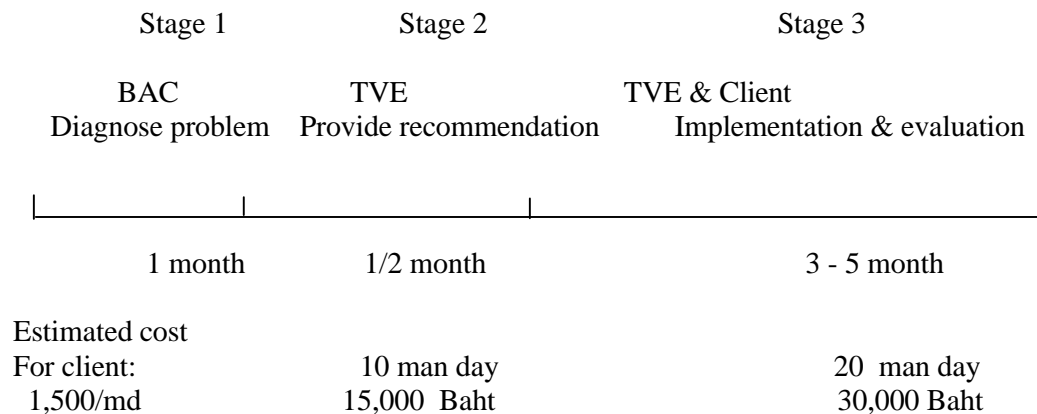 Stage 1 Stage 2 Stage 3
BAC TVE TVE & Client
Diagnose problem Provide recommendation Implementation & evaluation
1 month 1/2 month 3 - 5 month
Estimated cost
For client: 10 man day 20 man day
1,500/md 15,000 Baht 30,000 Baht